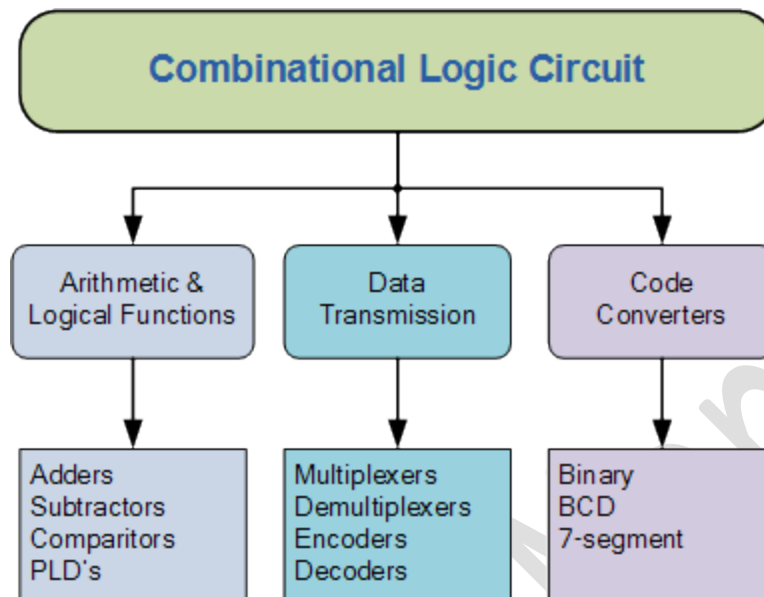 Combinational Logic Circuit
Arithmetic &
Logical Functions
Data
Transmission
Code
Converters
Adders
Subtractors
Comparitors
PLD's
Multiplexers
Demultiplexers
Encoders
Decoders
Binary
BCD
7-segment